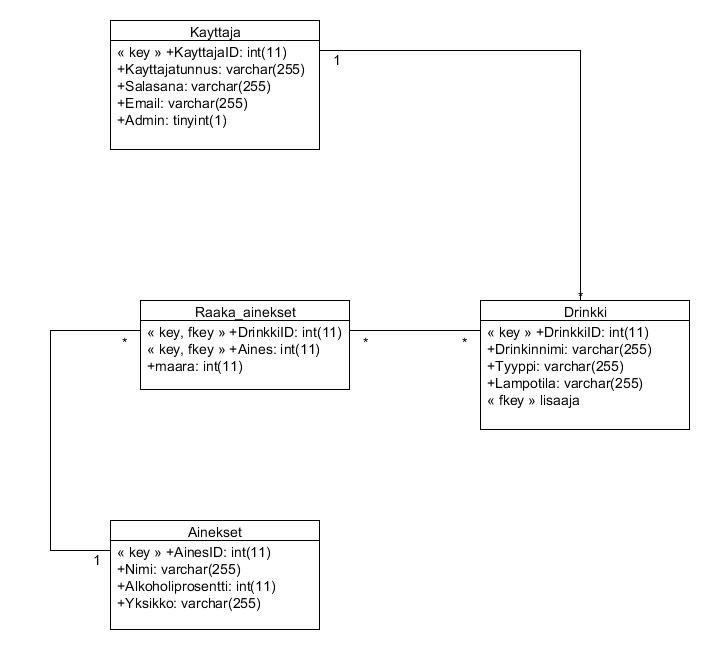 Kayttaja
« key » +KayttajaID: int(11)
+Kayttajatunnus: varchar(255)
+Salasana: varchar(255)
+Email: varchar(255)
+Admin: tinyint(1)
1
*
Raaka_ainekset
« key, fkey » +DrinkkiID: int(11)
« key, fkey » +Aines: int(11)
+maara: int(11)
*
*
*
Drinkki
« key » +DrinkkiID: int(11)
+Drinkinnimi: varchar(255)
+Tyyppi: varchar(255)
+Lampotila: varchar(255)
« fkey » lisaaja
Ainekset
« key » +AinesID: int(11)
+Nimi: varchar(255)
+Alkoholiprosentti: int(11)
+Yksikko: varchar(255)
1